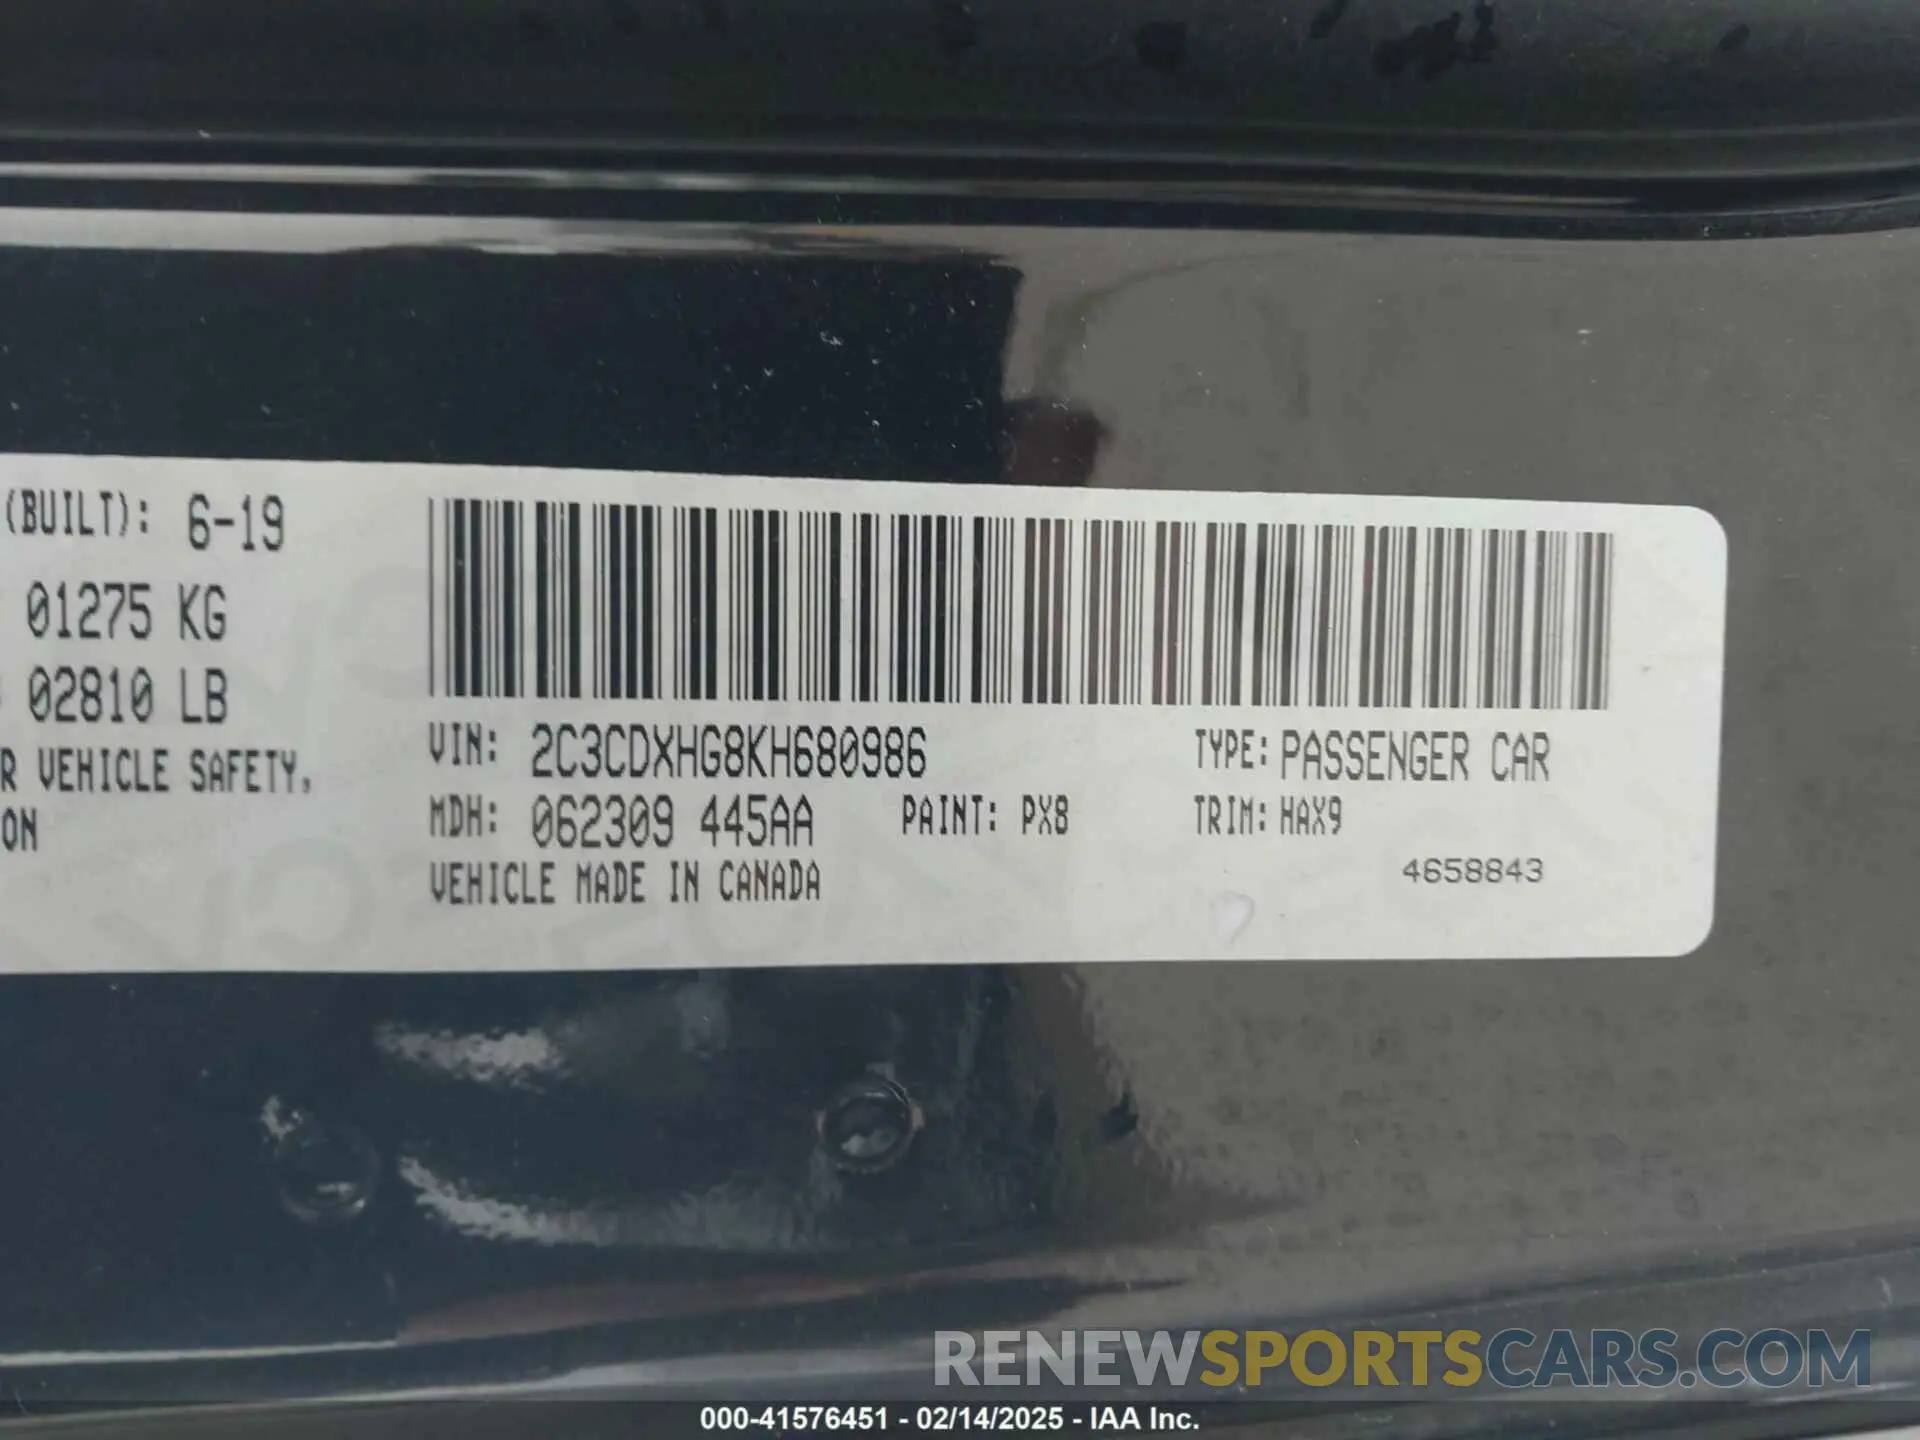 (BUILT): 6-19
01275 KG
02810 LB
R VEHICLE SAFETY,
ON
VIN: 2C3CDXHG8KH680986 TYPE: PASSENGER CAR
MDH: 062309 445AA PAINT: PX8 TRIM: HAX9
VEHICLE MADE IN CANADA
4658843
RENEWSPORTSCARS.COM
000-41576451 - 02/14/2025 - IAA Inc.